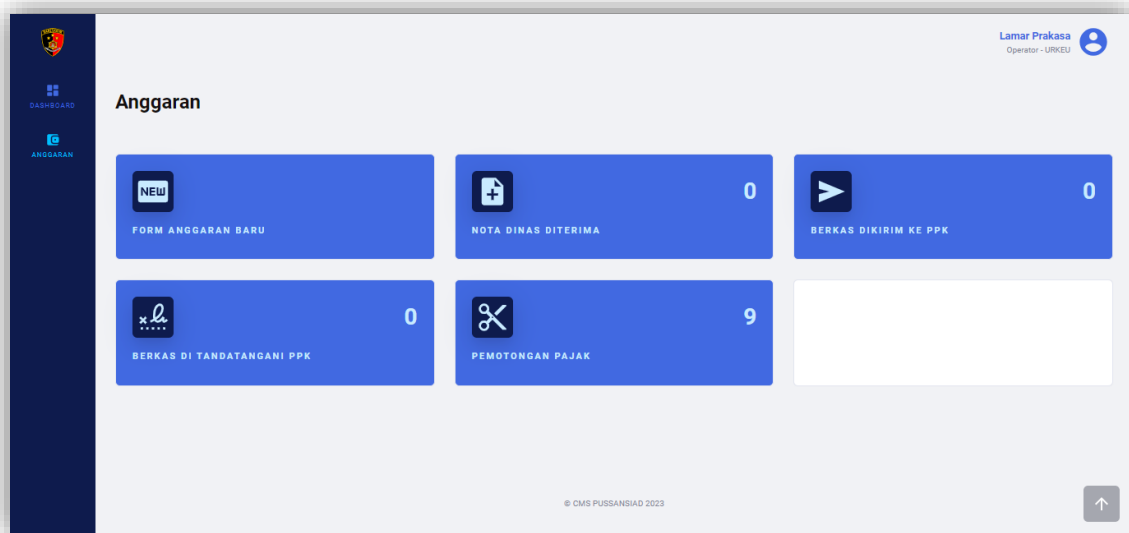 Lamar Prakasa
Operator - URKEU
DASHBOARD
ANGGARAN
Anggaran
NEW
FORM ANGGARAN BARU
0
NOTA DINAS DITERIMA
0
BERKAS DIKIRIM KE PPK
0
BERKAS DI TANDATANGANI PPK
9
PEMOTONGAN PAJAK
© CMS PUSSANSIAD 2023